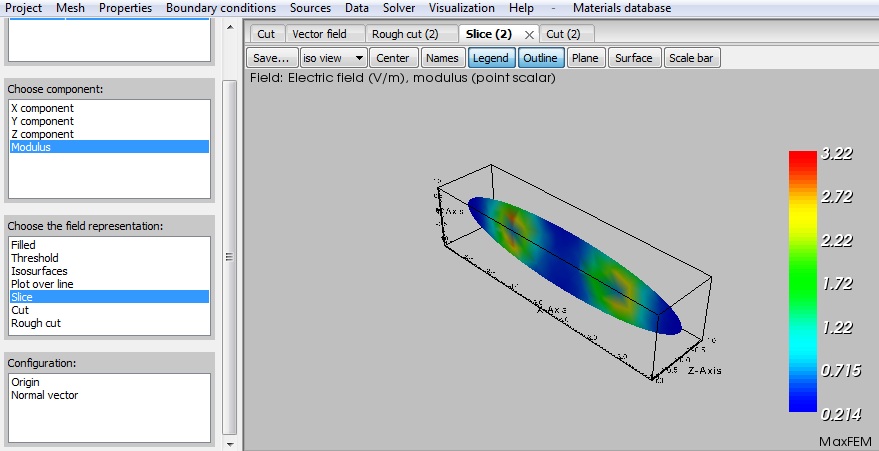 Project Mesh Properties Boundary conditions Sources Data Solver Visualization Help - Materials database
Cut Vector field Rough cut (2) Slice (2) Cut (2)
Save... iso view Center Names Legend Outline Plane Surface Scale bar
Field: Electric field (V/m), modulus (point scalar)
Choose component:
X component
Y component
Z component
Modulus
Choose the field representation:
Filled
Threshold
Isosurfaces
Plot over line
Slice
Cut
Rough cut
Configuration:
Origin
Normal vector
X-Axis
Z-Axis
3.22
2.72
2.22
1.72
1.22
0.715
0.214
MaxFEM